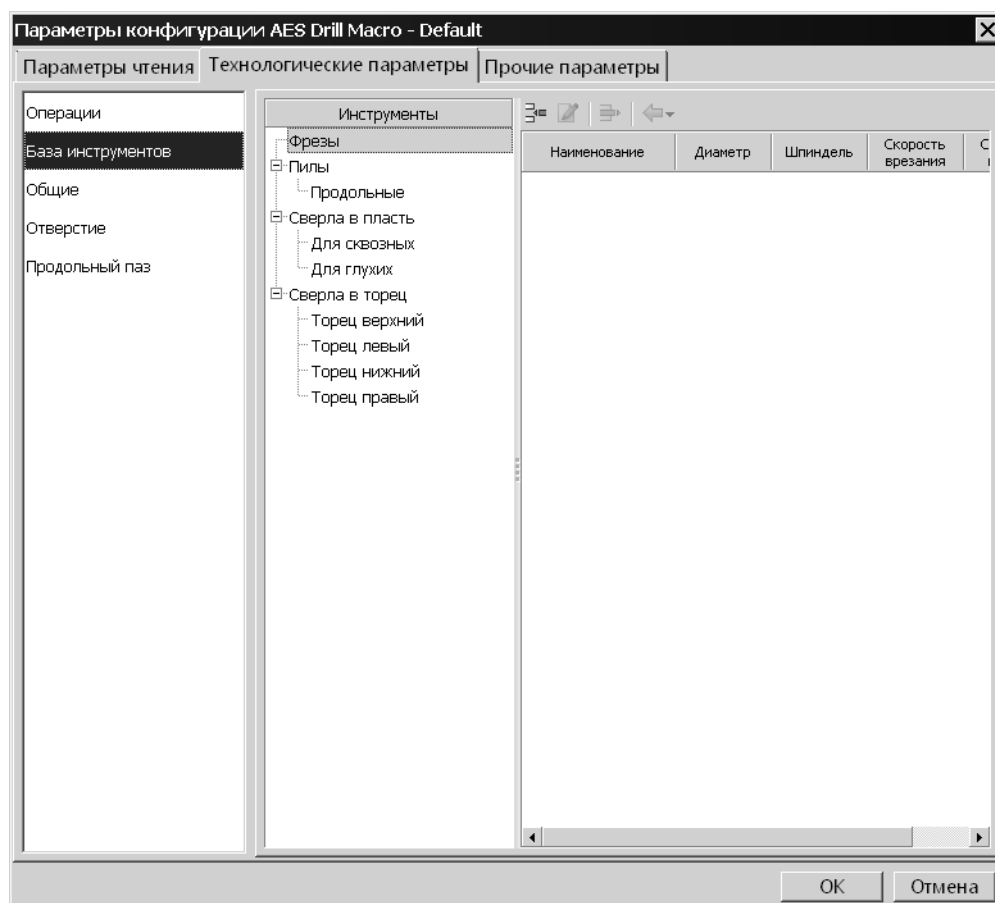 Параметры конфигурации AES Drill Macro - Default
Параметры чтения Технологические параметры Прочие параметры
Операции
База инструментов
Общие
Отверстие
Продольный паз
Инструменты
Фрезы
Пилы
Продольные
Сверла в пласть
Для сквозных
Для глухих
Сверла в торец
Торец верхний
Торец левый
Торец нижний
Торец правый
Наименование Диаметр Шпиндель Скорость врезания
OK Отмена